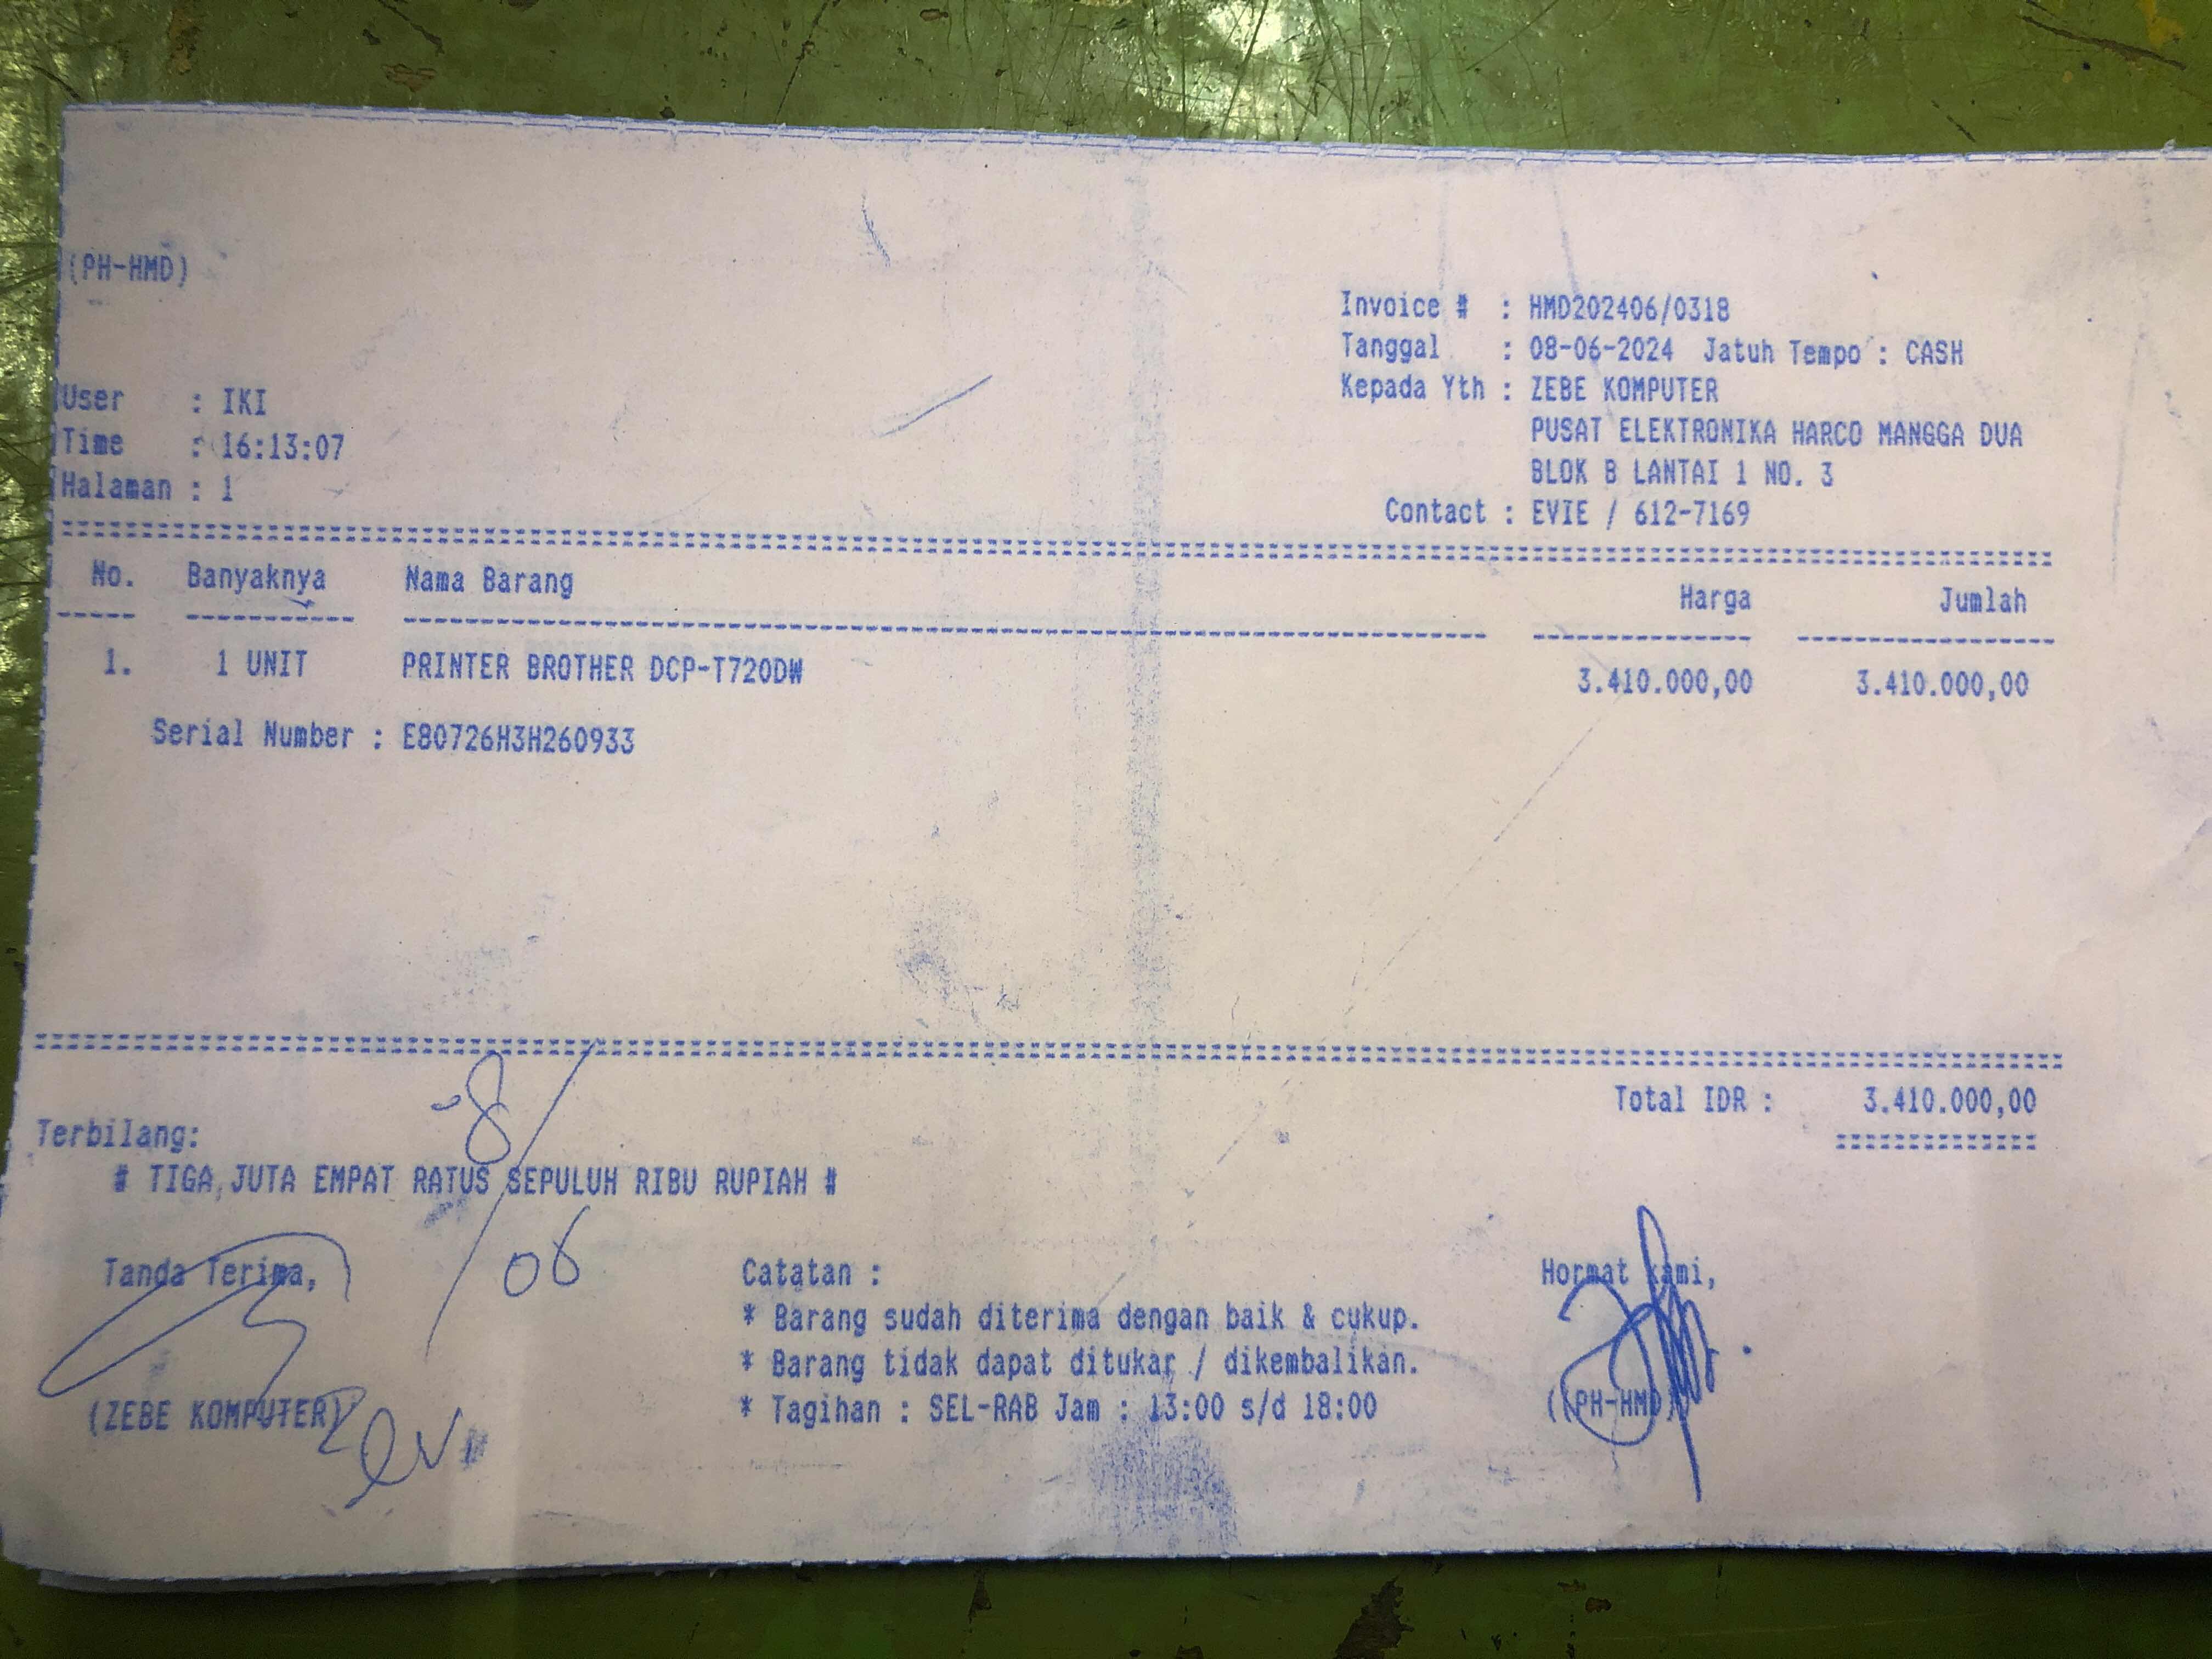 (PH-HMD)
Invoice # : HMD202406/0318
Tanggal : 08-06-2024 Jatuh Tempo : CASH
Kepada Yth : ZEBE KOMPUTER
PUSAT ELEKTRONIKA HARCO MANGGA DUA
BLOK B LANTAI 1 NO. 3
Contact : EVIE / 612-7169
User : IKI
Time : 16:13:07
Halaman : 1
No. Banyaknya Nama Barang Harga Jumlah
1. 1 UNIT PRINTER BROTHER DCP-T720DW 3.410.000,00 3.410.000,00
Serial Number : E80726H3H260933
Total IDR : 3.410.000,00
Terbilang:
# TIGA JUTA EMPAT RATUS SEPULUH RIBU RUPIAH #
8/06
Tanda Terima,
(ZEBE KOMPUTER)
Catatan :
* Barang sudah diterima dengan baik & cukup.
* Barang tidak dapat ditukar / dikembalikan.
* Tagihan : SEL-RAB Jam : 13:00 s/d 18:00
Hormat kami,
((PH-HMD))